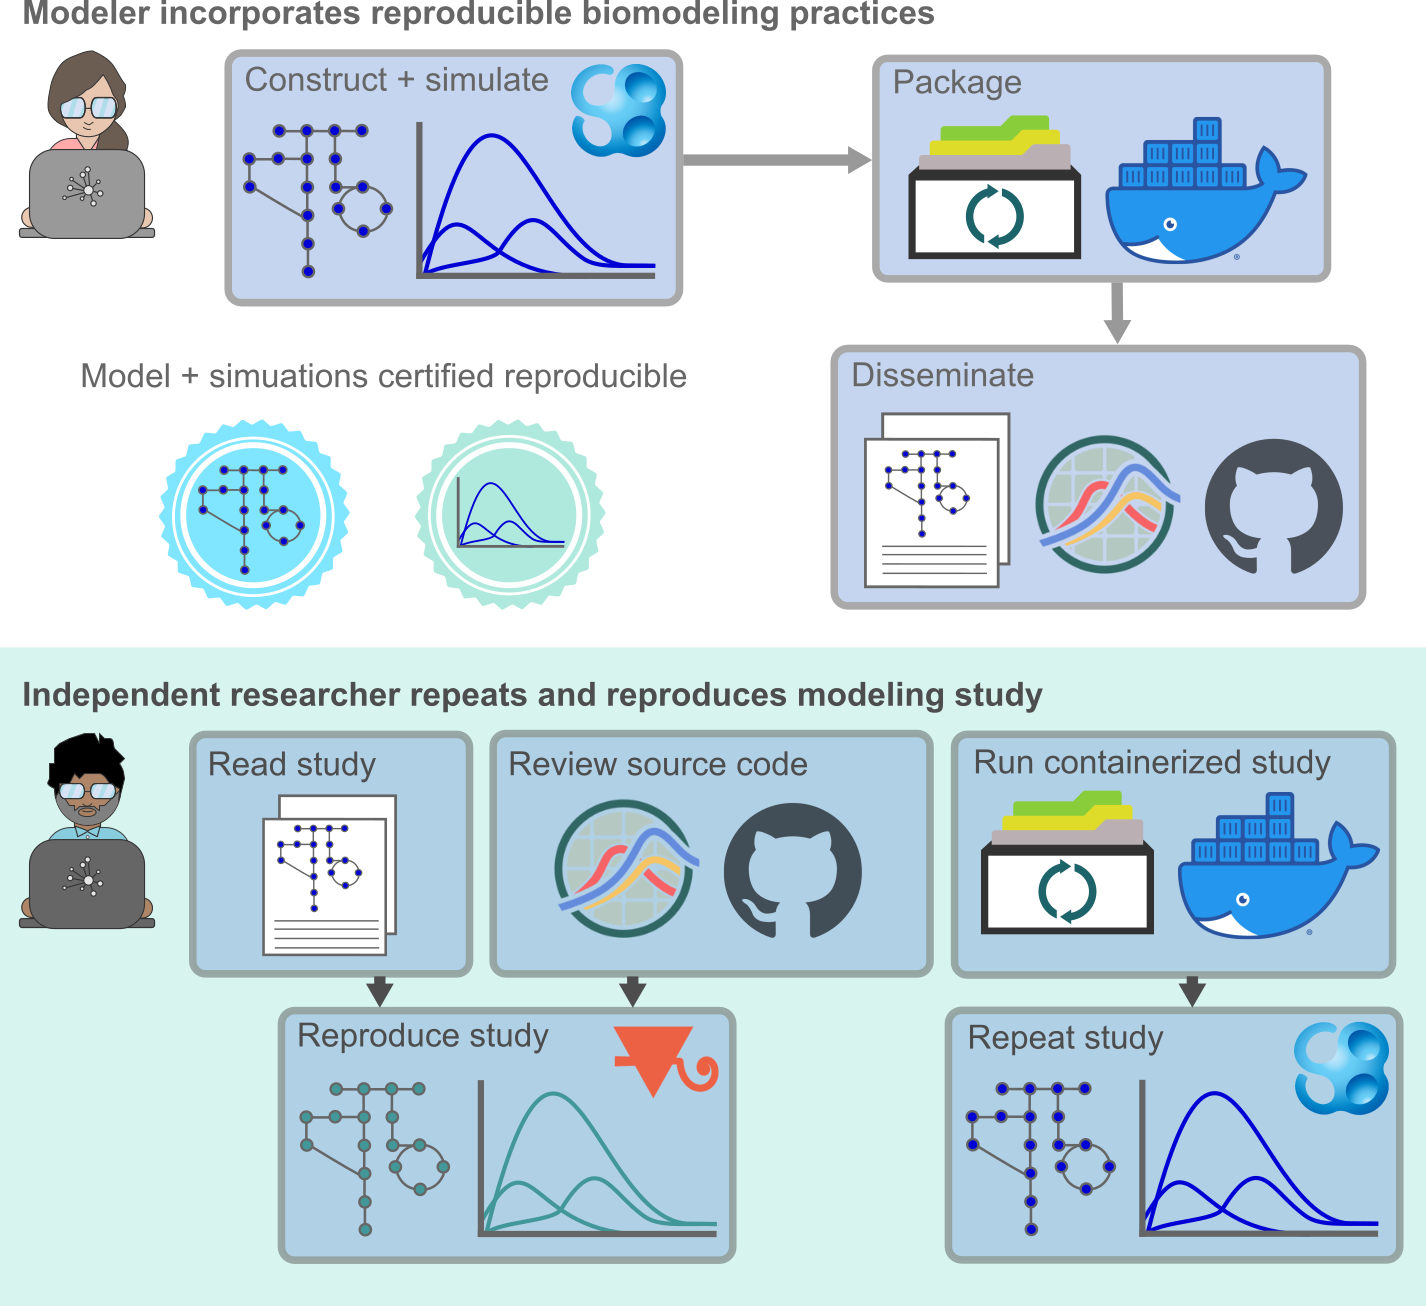 Modeler incorporates reproducible biomodeling practices
Construct + simulate
Package
®
Disseminate
Model + simuations certified reproducible
Independent researcher repeats and reproduces modeling study
Read study
Review source code
Run containerized study
®
Reproduce study
Repeat study